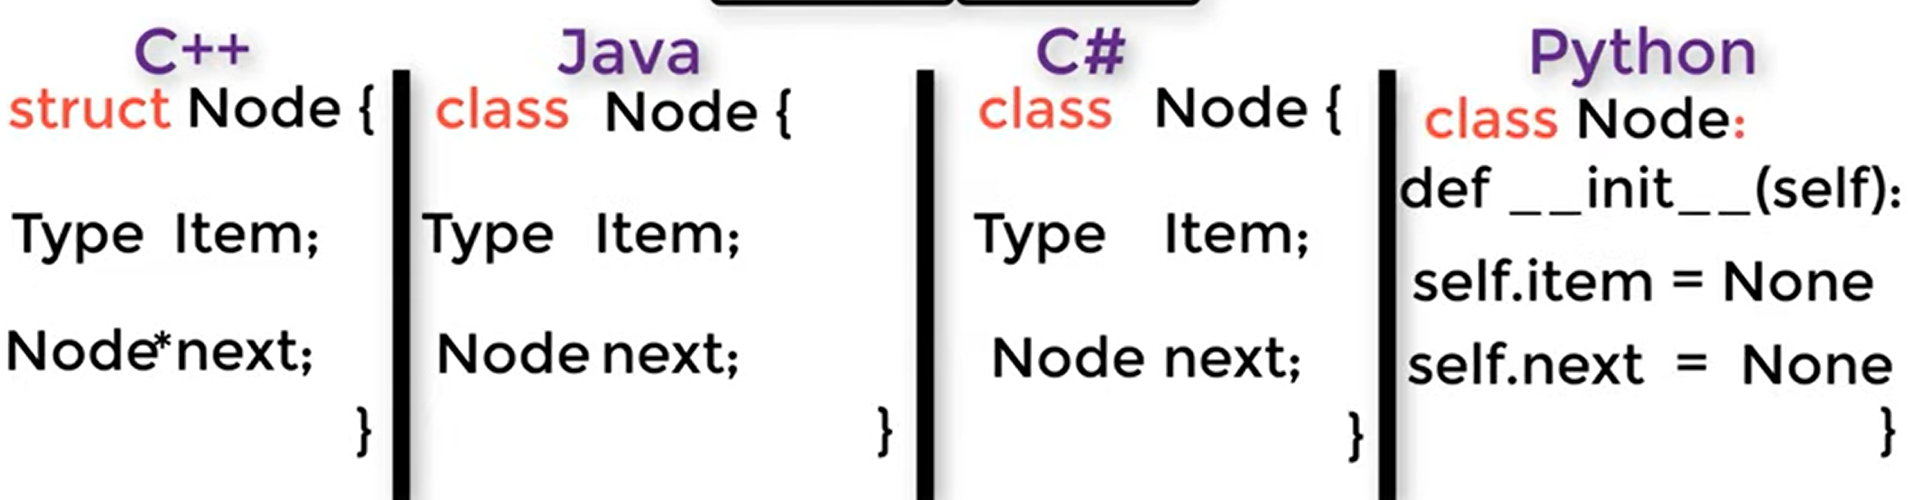 C++
struct Node {
Type Item;
Node*next;
}
Java
class Node {
Type Item;
Node next;
}
C#
class Node {
Type Item;
Node next;
}
Python
class Node:
def __init__(self):
self.item = None
self.next = None
}